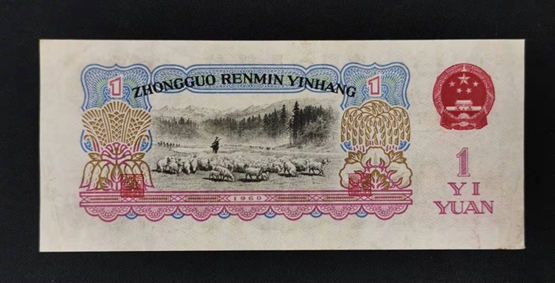 1
ZHONGGUO RENMIN YINHANG
1
1960
1
YI
YUAN